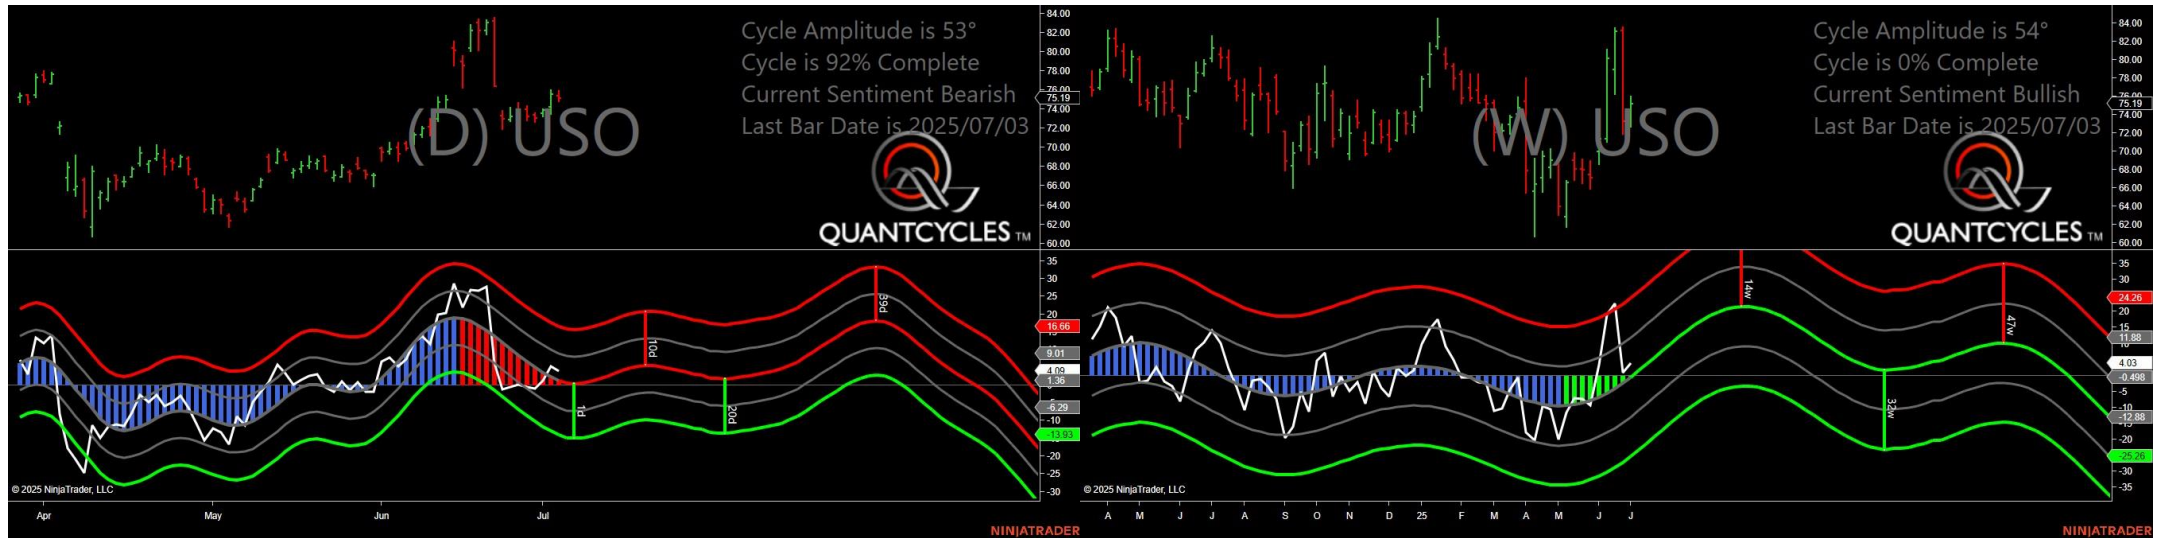 Cycle Amplitude is 53°
Cycle is 92% Complete
Current Sentiment Bearish
Last Bar Date is 2025/07/03
(D) USO
QUANTCYCLES TM
84.00
82.00
80.00
78.00
76.00
75.19
74.00
72.00
70.00
68.00
66.00
64.00
62.00
60.00
35
30
25
20
16.66
9.01
4.09
1.36
-6.29
-10
-13.93
-20
-25
-30
10d
1d
20d
39d
© 2025 NinjaTrader, LLC
Apr May Jun Jul
NINJATRADER
Cycle Amplitude is 54°
Cycle is 0% Complete
Current Sentiment Bullish
Last Bar Date is 2025/07/03
(W) USO
QUANTCYCLES TM
84.00
82.00
80.00
78.00
76.00
75.19
74.00
72.00
70.00
68.00
66.00
64.00
62.00
60.00
35
30
24.26
20
15
11.88
4.03
-0.498
-5
-10
-12.88
-20
-25.26
-30
-35
14w
32w
47w
© 2025 NinjaTrader, LLC
A M J J A S O N D 25 F M A M J J
NINJATRADER